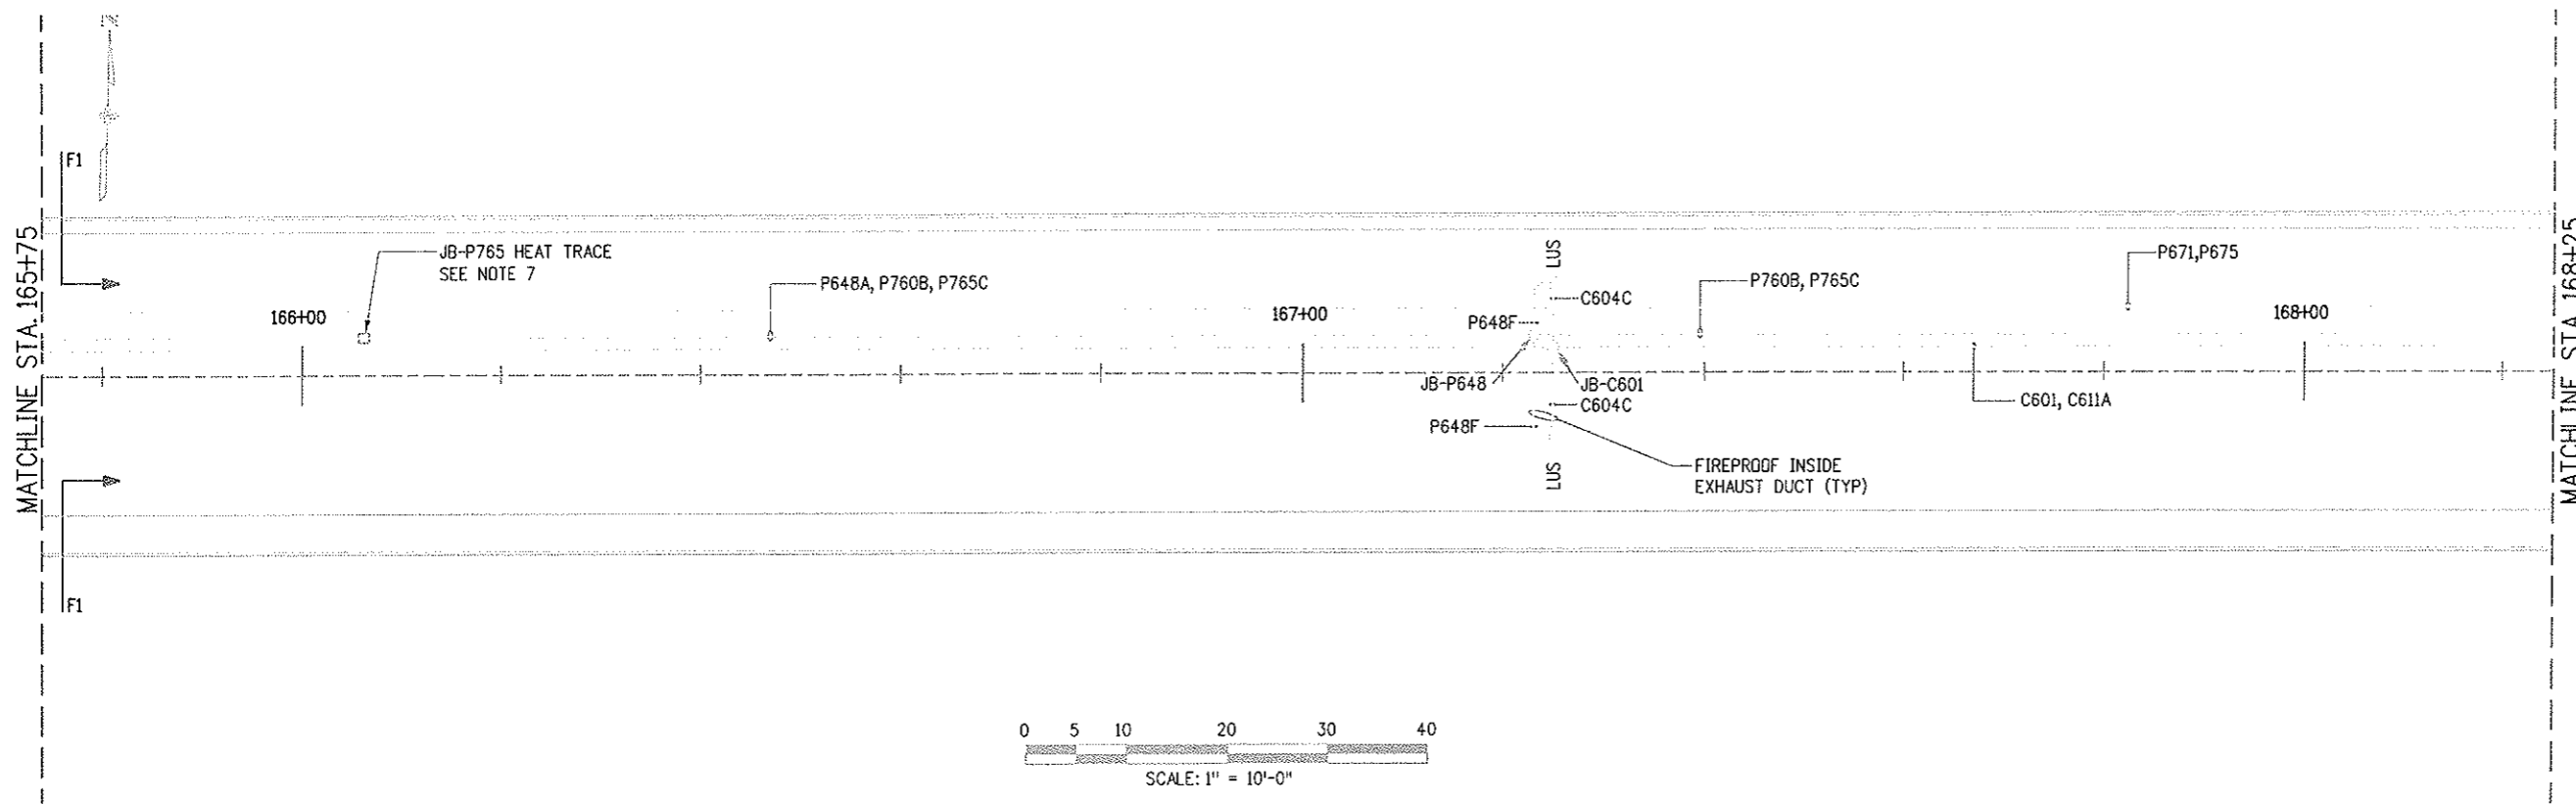 N
F1
MATCHLINE STA. 165+75
JB-P765 HEAT TRACE
SEE NOTE 7
166+00
P648A, P760B, P765C
167+00
LUS
C604C
P648F
JB-P648
JB-C601
C604C
P648F
LUS
FIREPROOF INSIDE
EXHAUST DUCT (TYP)
P760B, P765C
P671,P675
168+00
C601, C611A
MATCHLINE STA. 168+25
F1
0 5 10 20 30 40
SCALE: 1" = 10'-0"